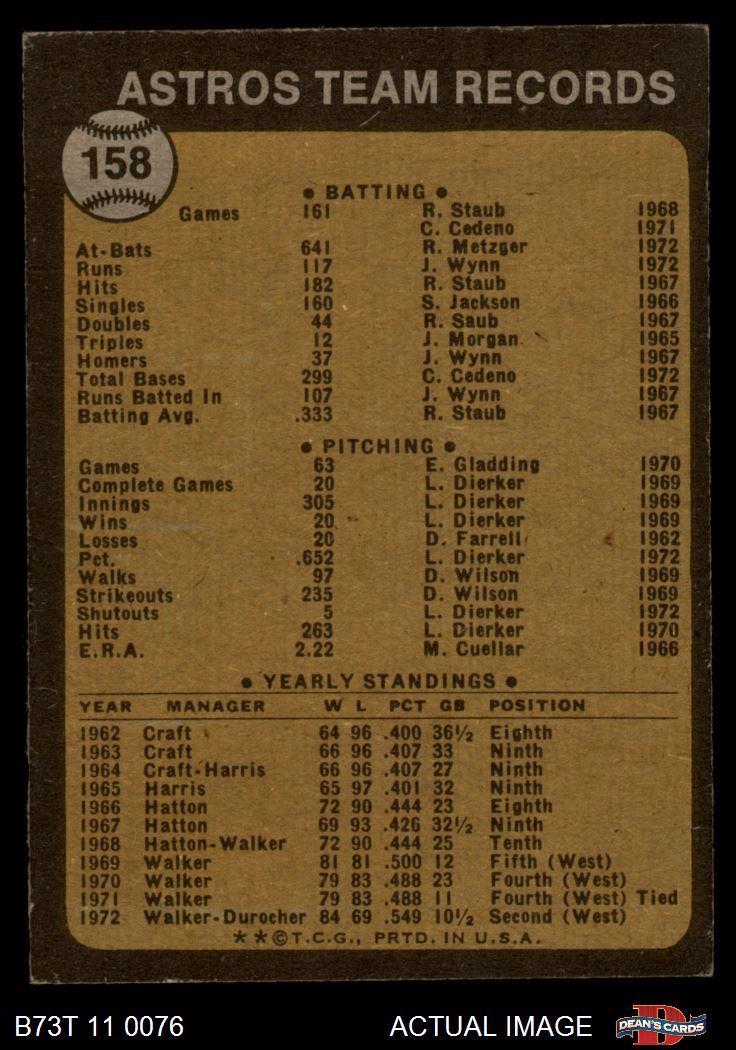 ASTROS TEAM RECORDS
158
• BATTING •
Games 161 R. Staub 1968
C. Cedeno 1971
At-Bats 641 R. Metzger 1972
Runs 117 J. Wynn 1972
Hits 182 R. Staub 1967
Singles 160 S. Jackson 1966
Doubles 44 R. Saub 1967
Triples 12 J. Morgan 1965
Homers 37 J. Wynn 1967
Total Bases 299 C. Cedeno 1972
Runs Batted In 107 J. Wynn 1967
Batting Avg. .333 R. Staub 1967
• PITCHING •
Games 63 E. Gladding 1970
Complete Games 20 L. Dierker 1969
Innings 305 L. Dierker 1969
Wins 20 L. Dierker 1969
Losses 20 D. Farrell 1962
Pct. .652 L. Dierker 1972
Walks 97 D. Wilson 1969
Strikeouts 235 D. Wilson 1969
Shutouts 5 L. Dierker 1972
Hits 263 L. Dierker 1970
E.R.A. 2.22 M. Cuellar 1966
• YEARLY STANDINGS •
YEAR MANAGER W L PCT GB POSITION
1962 Craft 64 96 .400 36½ Eighth
1963 Craft 66 96 .407 33 Ninth
1964 Craft-Harris 66 96 .407 27 Ninth
1965 Harris 65 97 .401 32 Ninth
1966 Hatton 72 90 .444 23 Eighth
1967 Hatton 69 93 .426 32½ Ninth
1968 Hatton-Walker 72 90 .444 25 Tenth
1969 Walker 81 81 .500 12 Fifth (West)
1970 Walker 79 83 .488 23 Fourth (West)
1971 Walker 79 83 .488 11 Fourth (West) Tied
1972 Walker-Durocher 84 69 .549 10½ Second (West)
**©T.C.G., PRTD. IN U.S.A.
B73T 11 0076 ACTUAL IMAGE D DEAN'S CARDS